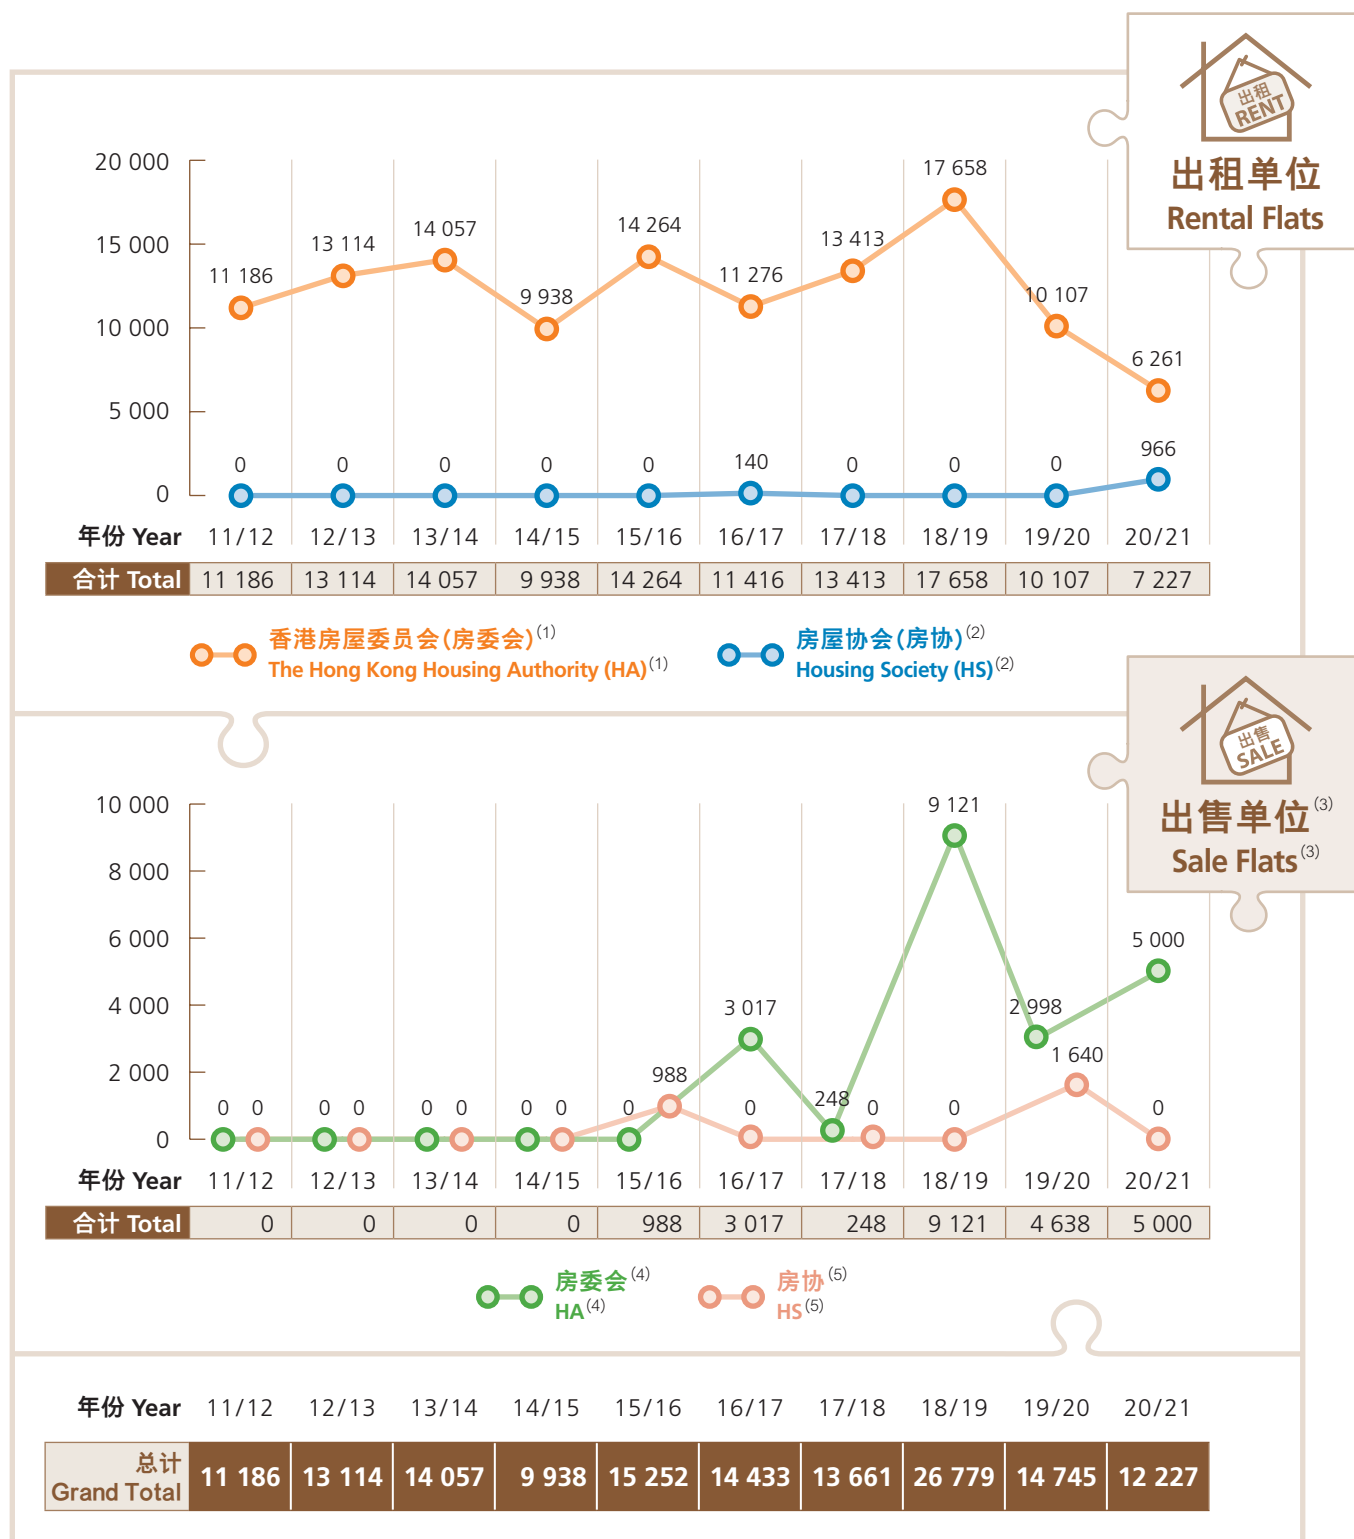 出租
RENT
出租单位
Rental Flats
20 000
15 000
10 000
5 000
0
11 186
13 114
14 057
9 938
14 264
11 276
13 413
17 658
10 107
6 261
0
0
0
0
0
140
0
0
0
966
年份 Year 11/12 12/13 13/14 14/15 15/16 16/17 17/18 18/19 19/20 20/21
合计 Total 11 186 13 114 14 057 9 938 14 264 11 416 13 413 17 658 10 107 7 227
香港房屋委员会(房委会)(1)
The Hong Kong Housing Authority (HA)(1)
房屋协会(房协)(2)
Housing Society (HS)(2)
出售
SALE
出售单位(3)
Sale Flats(3)
10 000
8 000
6 000
4 000
2 000
0
0 0
0 0
0 0
0 0
0
988
3 017
0
248
0
9 121
0
2 998
1 640
5 000
0
年份 Year 11/12 12/13 13/14 14/15 15/16 16/17 17/18 18/19 19/20 20/21
合计 Total 0 0 0 0 988 3 017 248 9 121 4 638 5 000
房委会(4)
HA(4)
房协(5)
HS(5)
年份 Year 11/12 12/13 13/14 14/15 15/16 16/17 17/18 18/19 19/20 20/21
总计
Grand Total 11 186 13 114 14 057 9 938 15 252 14 433 13 661 26 779 14 745 12 227